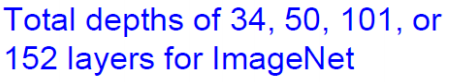 Total depths of 34, 50, 101, or
152 layers for ImageNet